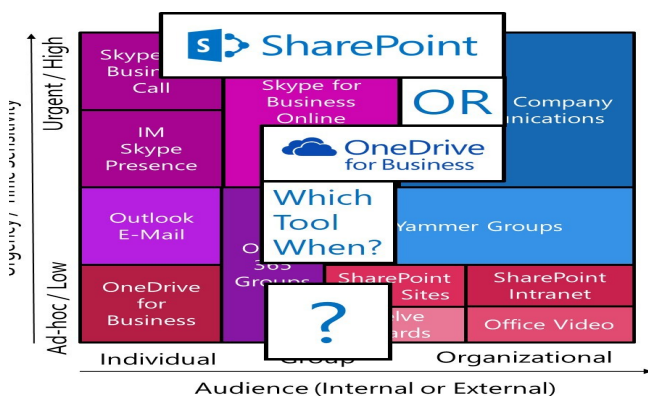 SharePoint
OR
OneDrive
for Business
Which
Tool
When?
?
Urgent / High
Ad-hoc / Low
Skype
Call
Skype for
Business
Online
Company
IM
Skype
Presence
Outlook
E-Mail
365
Yammer Groups
OneDrive
for
Business
SharePoint
Sites
SharePoint
Intranet
Office Video
Individual
Organizational
Audience (Internal or External)